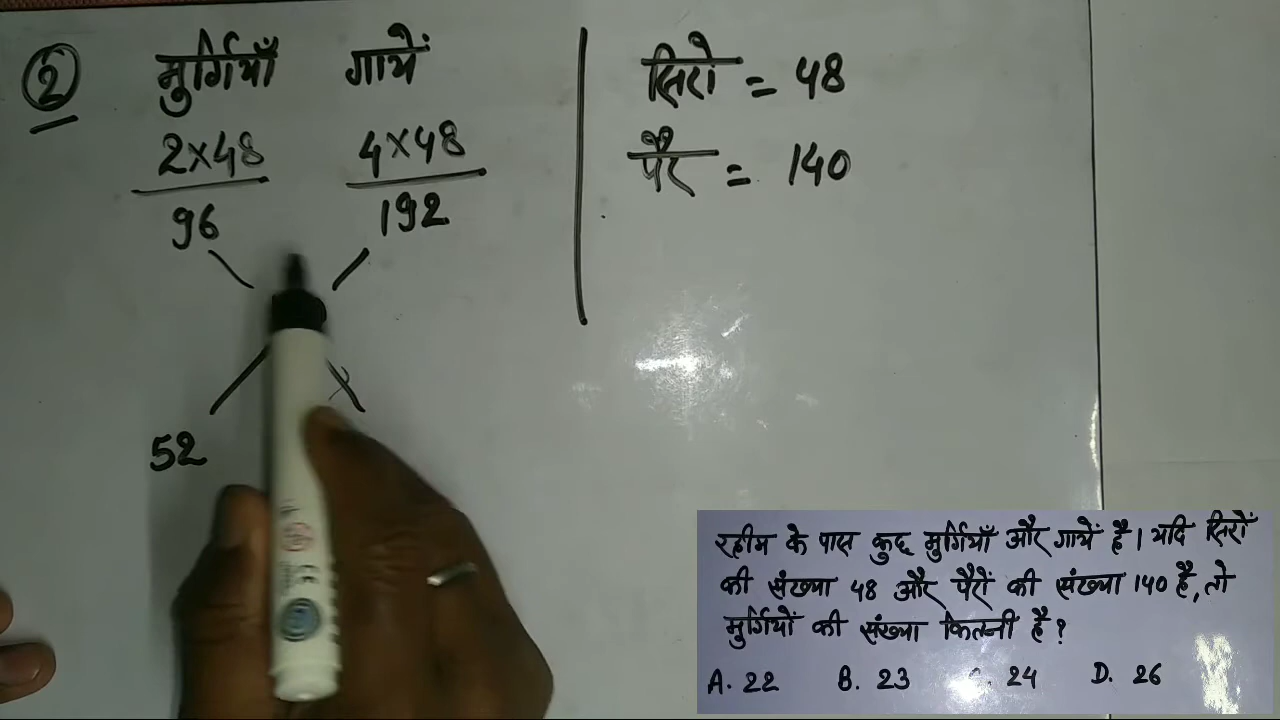 2
मुर्गियाँ गायें
2×48 4×48
96 192
52
सिरो = 48
पैर = 140
रहीम के पास कुछ मुर्गियाँ और गायें है। यदि सिरों
की संख्या 48 और पैरों की संख्या 140 है, तो
मुर्गियों की संख्या कितनी है?
A. 22 B. 23 C. 24 D. 26